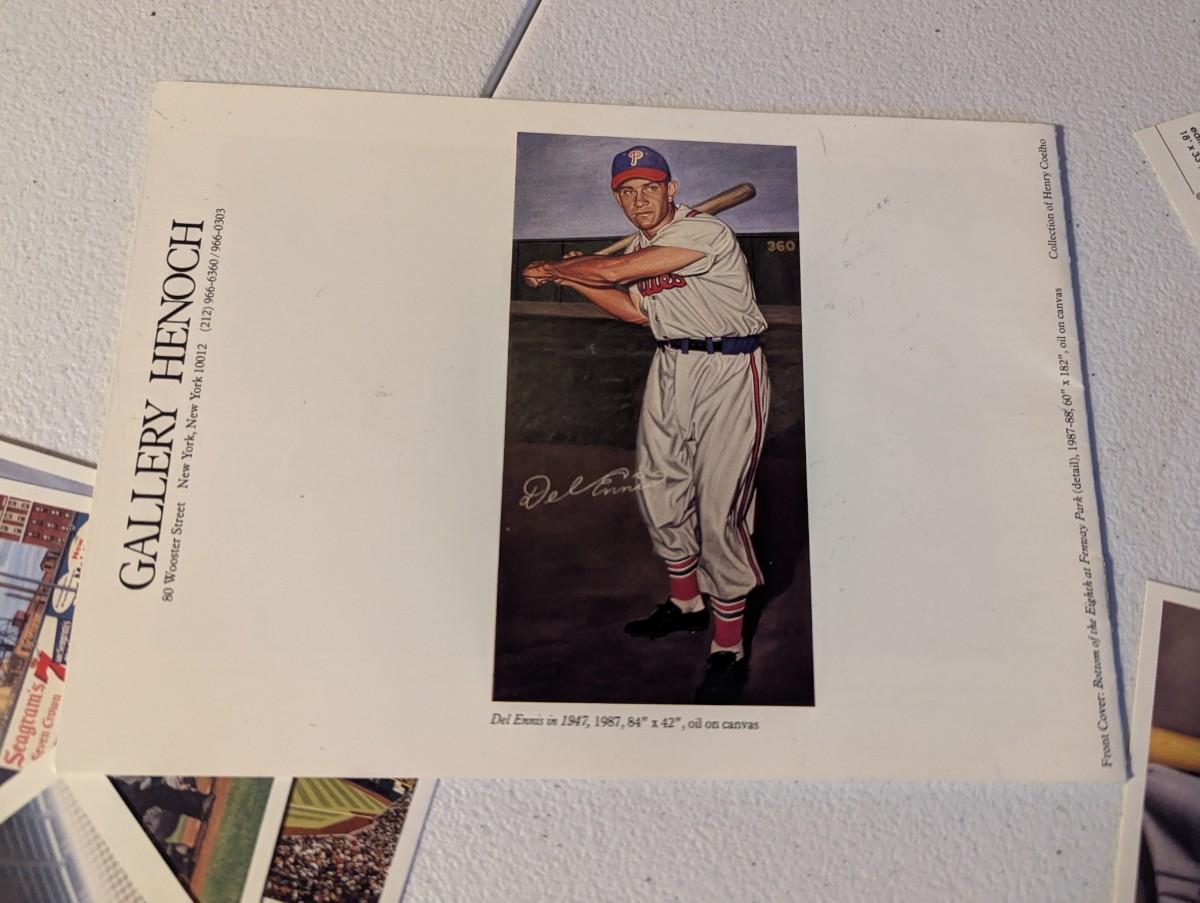 GALLERY HENOCH
80 Wooster Street New York, New York 10012 (212) 966-6360/966-0303
P
360
Del Ennis
Del Ennis in 1947, 1987, 84" x 42", oil on canvas
Front Cover: Bottom of the Eighth at Fenway Park (detail), 1987-88, 60" x 182", oil on canvas Collection of Henry Coelho
Seagram's 7
Seven Crown